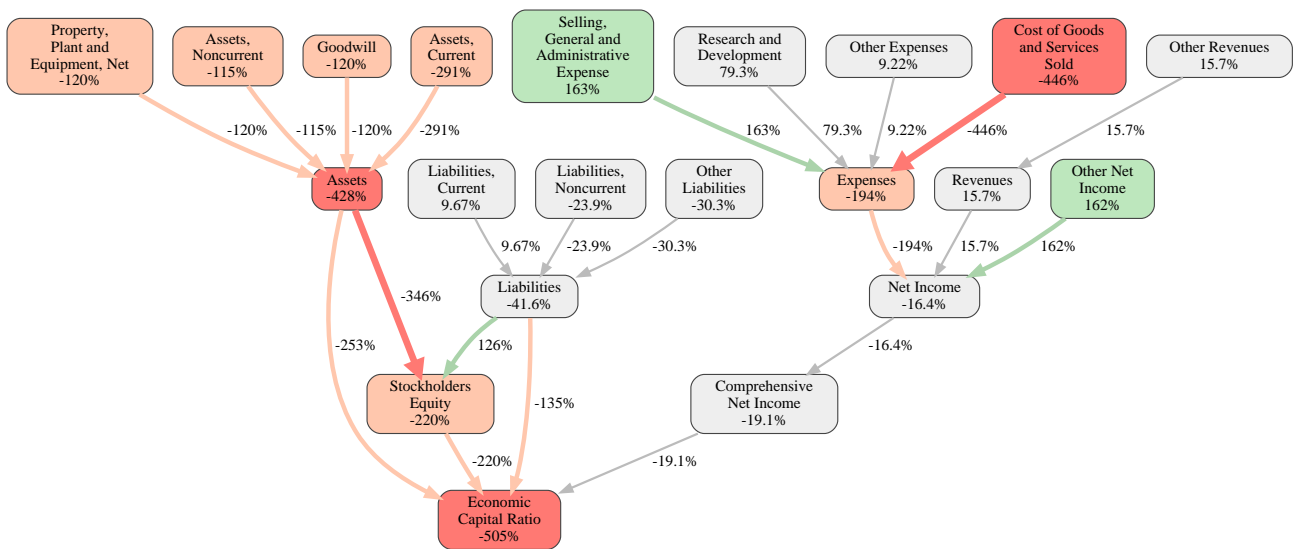 Property,
Plant and
Equipment, Net
-120%
Assets,
Noncurrent
-115%
Goodwill
-120%
Assets,
Current
-291%
Selling,
General and
Administrative
Expense
163%
Research and
Development
79.3%
Other Expenses
9.22%
Cost of Goods
and Services
Sold
-446%
Other Revenues
15.7%
-120%
-115%
-120%
-291%
163%
79.3%
9.22%
-446%
15.7%
Assets
-428%
Liabilities,
Current
9.67%
Liabilities,
Noncurrent
-23.9%
Other
Liabilities
-30.3%
Expenses
-194%
Revenues
15.7%
Other Net
Income
162%
9.67%
-23.9%
-30.3%
-194%
15.7%
162%
-346%
Liabilities
-41.6%
Net Income
-16.4%
-253%
126%
-16.4%
Stockholders
Equity
-220%
-135%
Comprehensive
Net Income
-19.1%
-220%
-19.1%
Economic
Capital Ratio
-505%